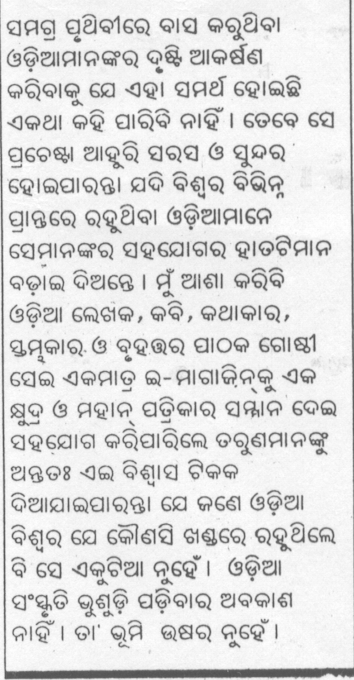 ସମଗ୍ର ପୃଥିବୀରେ ବାସ କରୁଥିବା
ଓଡ଼ିଆମାନଙ୍କର ଦୃଷ୍ଟି ଆକର୍ଷଣ
କରିବାକୁ ଯେ ଏହା ସମର୍ଥ ହୋଇଛି
ଏକଥା କହି ପାରିବି ନାହିଁ । ତେବେ ସେ
ପ୍ରଚେଷ୍ଟା ଆହୁରି ସରସ ଓ ସୁନ୍ଦର
ହୋଇପାରନ୍ତା ଯଦି ବିଶ୍ୱର ବିଭିନ୍ନ
ପ୍ରାନ୍ତରେ ରହୁଥିବା ଓଡ଼ିଆମାନେ
ସେମାନଙ୍କର ସହଯୋଗର ହାତଟିମାନ
ବଢ଼ାଇ ଦିଅନ୍ତେ । ମୁଁ ଆଶା କରିବି
ଓଡ଼ିଆ ଲେଖକ, କବି, କଥାକାର,
ସ୍ତମ୍ଭକାର ଓ ବୃହତ୍ତର ପାଠକ ଗୋଷ୍ଠୀ
ସେଇ ଏକମାତ୍ର ଇ-ମାଗାଜିନ୍‌କୁ ଏକ
କ୍ଷୁଦ୍ର ଓ ମହାନ୍ ପତ୍ରିକାର ସମ୍ମାନ ଦେଇ
ସହଯୋଗ କରିପାରିଲେ ତରୁଣମାନଙ୍କୁ
ଅନ୍ତତଃ ଏଇ ବିଶ୍ୱାସ ଟିକକ
ଦିଆଯାଇପାରନ୍ତା ଯେ ଜଣେ ଓଡ଼ିଆ
ବିଶ୍ୱର ଯେ କୌଣସି ଖଣ୍ଡରେ ରହୁଥିଲେ
ବି ସେ ଏକୁଟିଆ ନୁହେଁ । ଓଡ଼ିଆ
ସଂସ୍କୃତି ଭୁଶୁଡ଼ି ପଡ଼ିବାର ଅବକାଶ
ନାହିଁ । ତା' ଭୂମି ଉଷର ନୁହେଁ ।